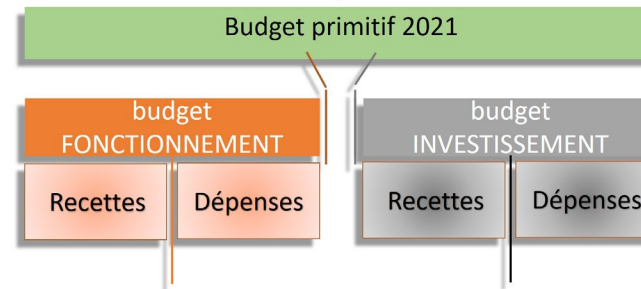 Budget primitif 2021
budget
FONCTIONNEMENT
budget
INVESTISSEMENT
Recettes
Dépenses
Recettes
Dépenses